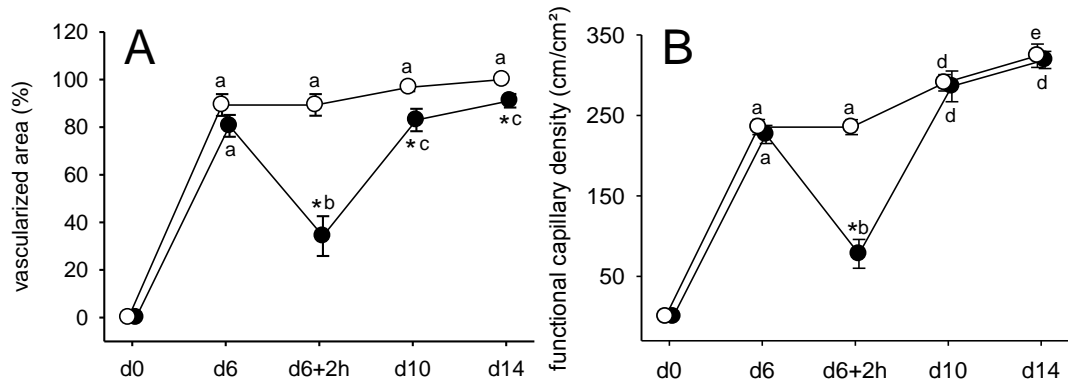 A
vascularized area (%)
120
100
80
60
40
20
0
a
a
a
a
a
*b
*c
*c
d0
d6
d6+2h
d10
d14
B
functional capillary density (cm/cm²)
350
250
150
50
a
a
d
e
a
*b
d
d
d0
d6
d6+2h
d10
d14